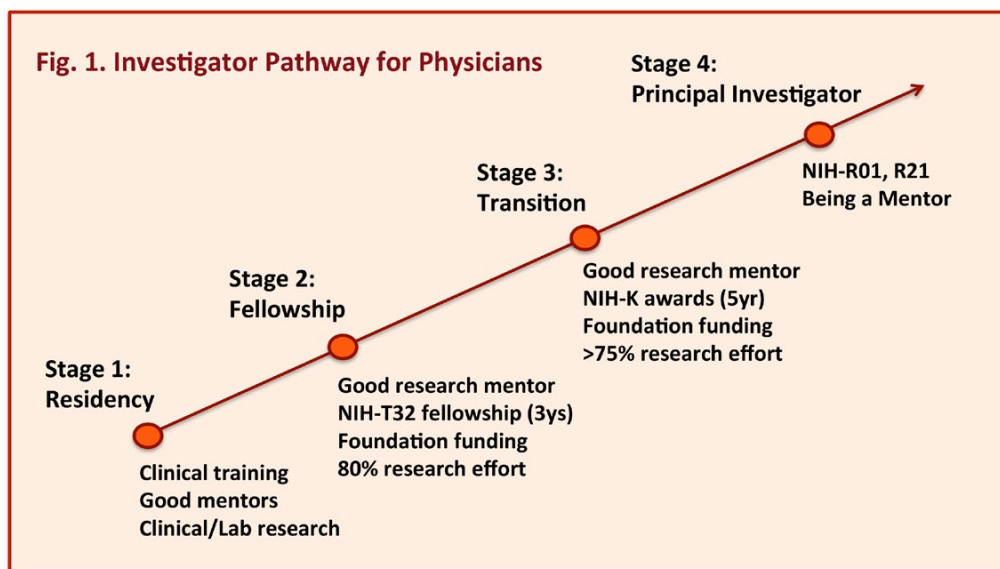 Fig. 1. Investigator Pathway for Physicians
Stage 4:
Principal Investigator
NIH-R01, R21
Being a Mentor
Stage 3:
Transition
Good research mentor
NIH-K awards (5yr)
Foundation funding
>75% research effort
Stage 2:
Fellowship
Good research mentor
NIH-T32 fellowship (3ys)
Foundation funding
80% research effort
Stage 1:
Residency
Clinical training
Good mentors
Clinical/Lab research